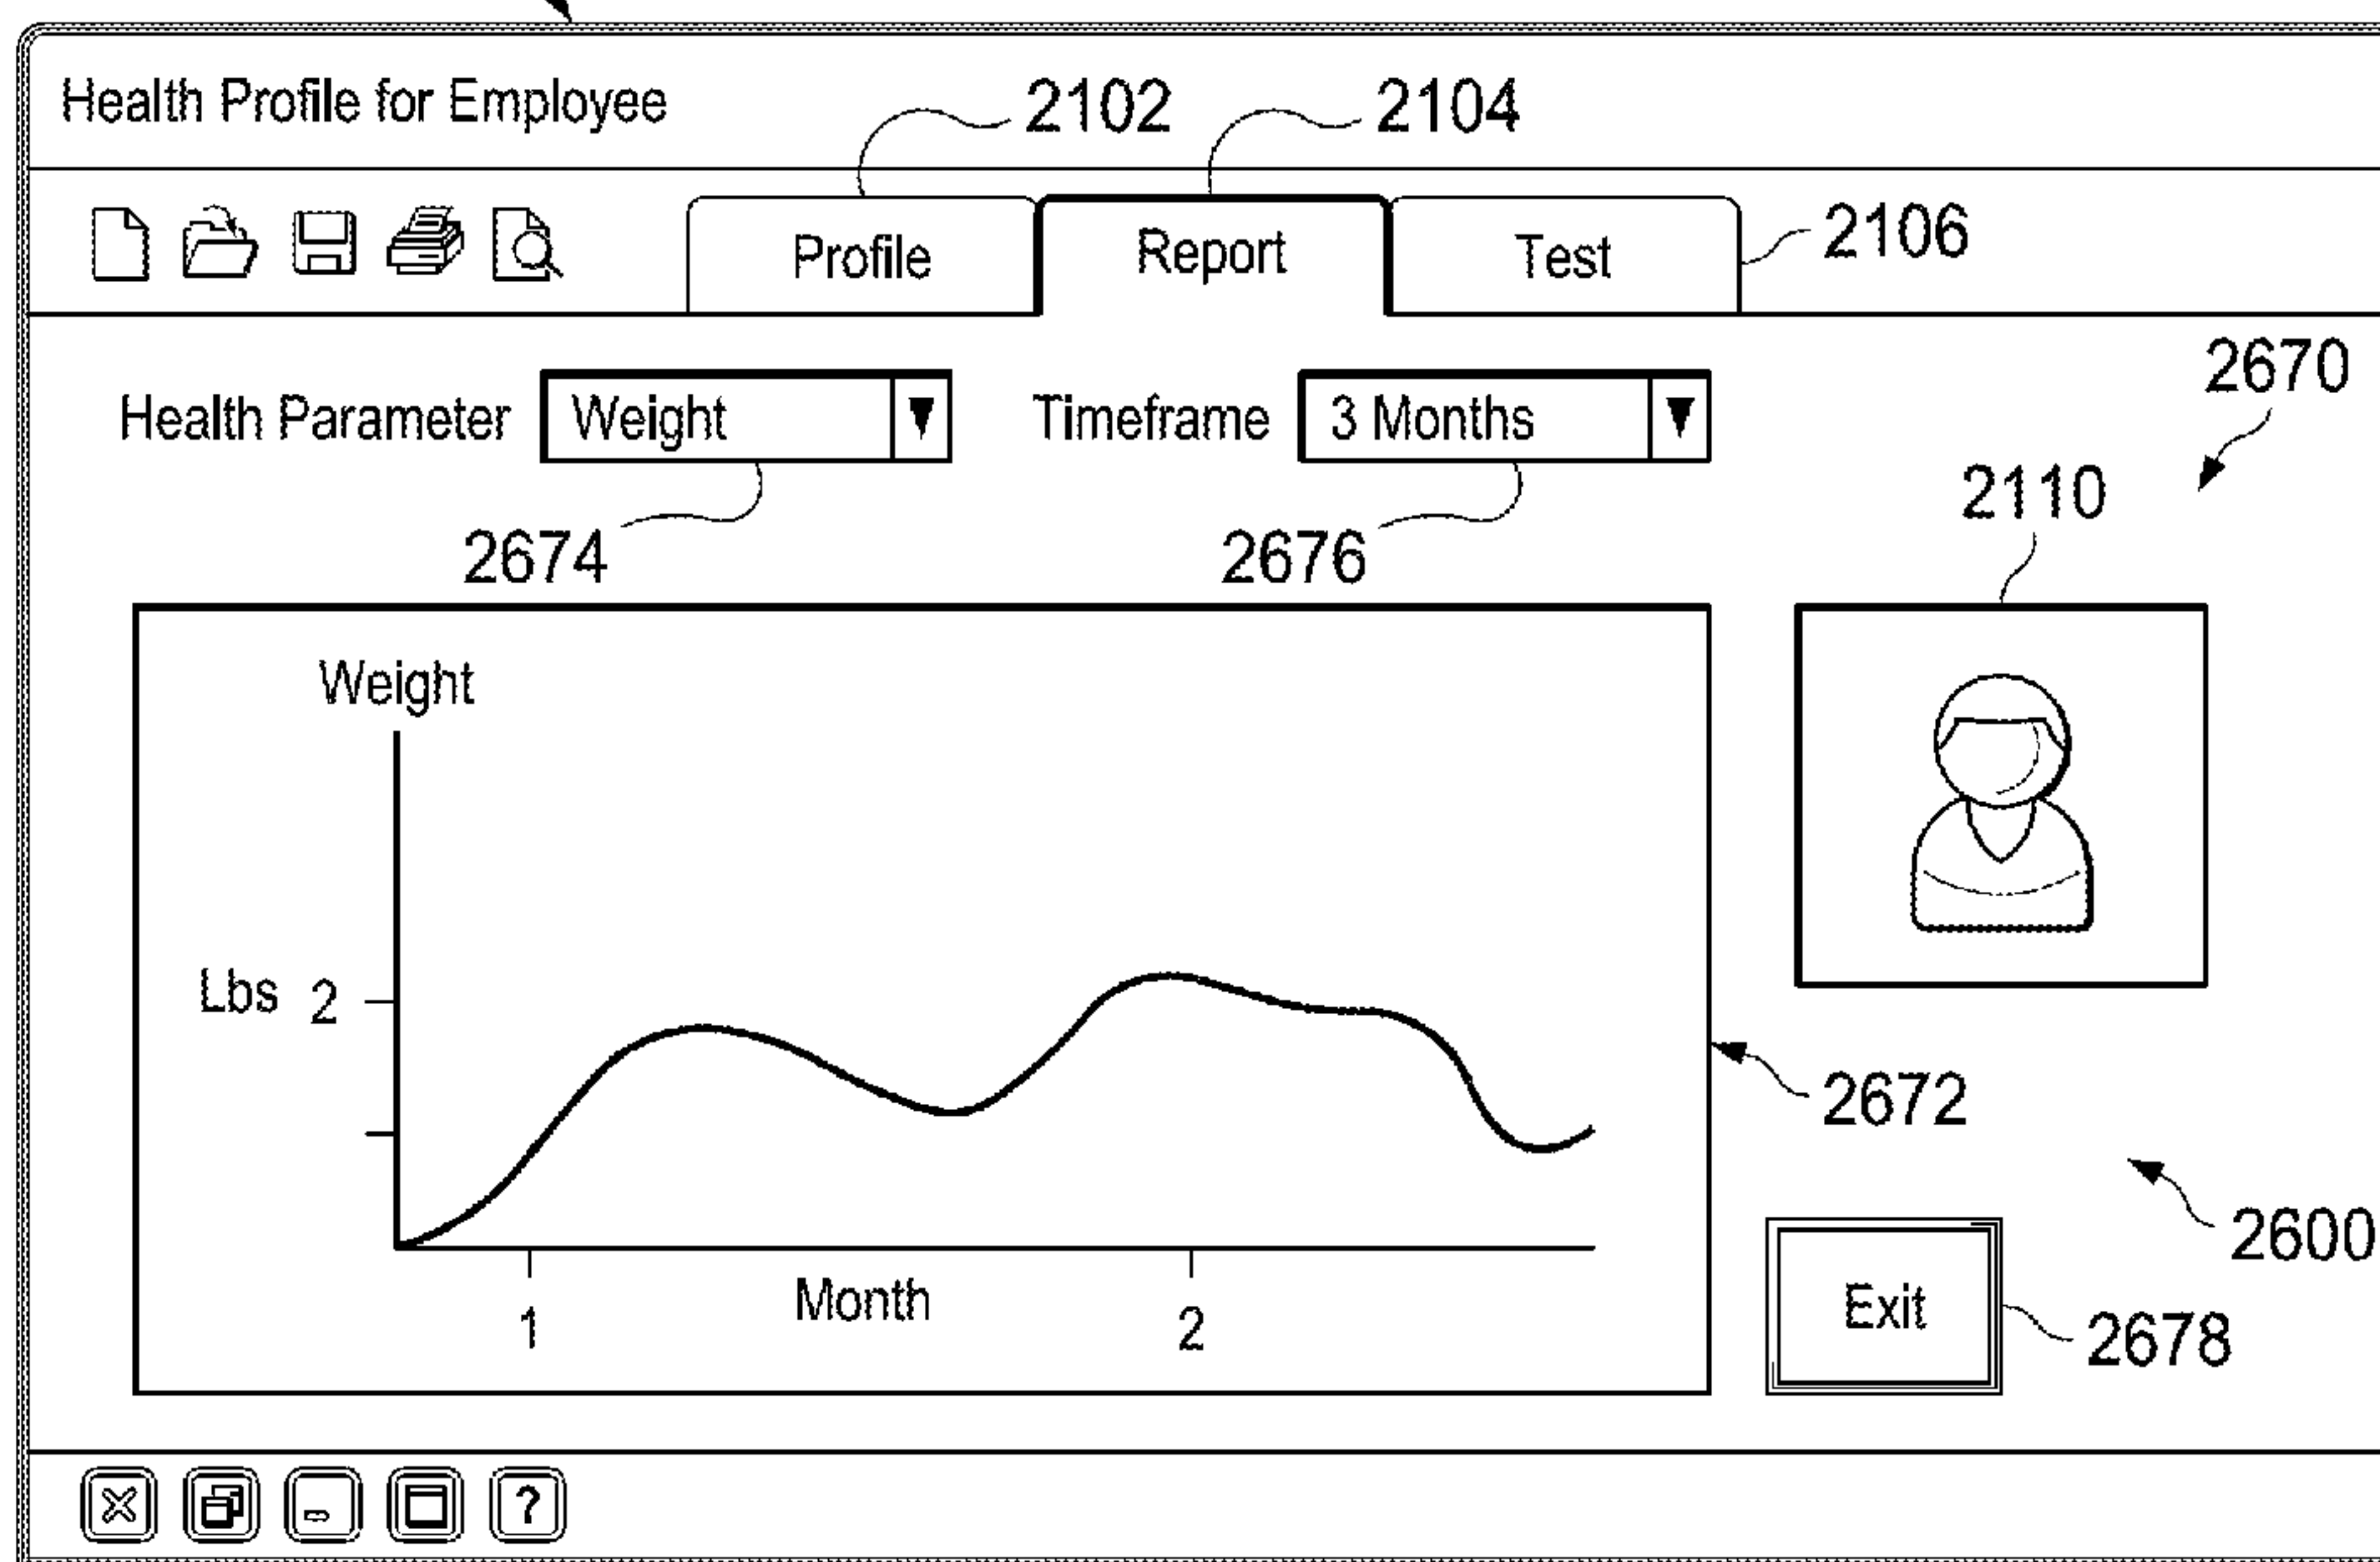 Health Profile for Employee
2102
2104
Profile
Report
Test
2106
Health Parameter
Weight
Timeframe
3 Months
2670
2674
2676
2110
Weight
Lbs 2
2672
2600
1
Month
2
Exit
2678
?